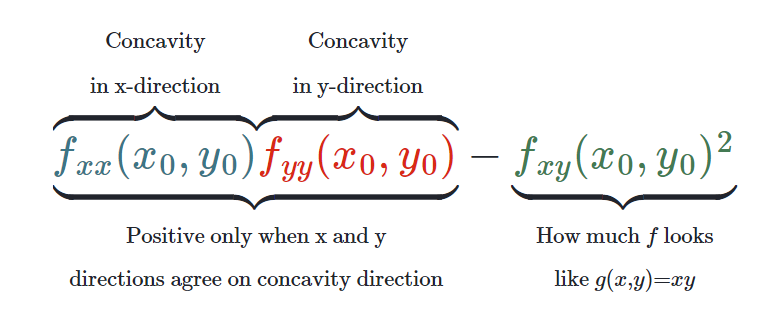 Concavity Concavity
in x-direction in y-direction
f_{xx}(x_0, y_0)f_{yy}(x_0, y_0) − f_{xy}(x_0, y_0)^2
Positive only when x and y How much f looks
directions agree on concavity direction like g(x,y)=xy